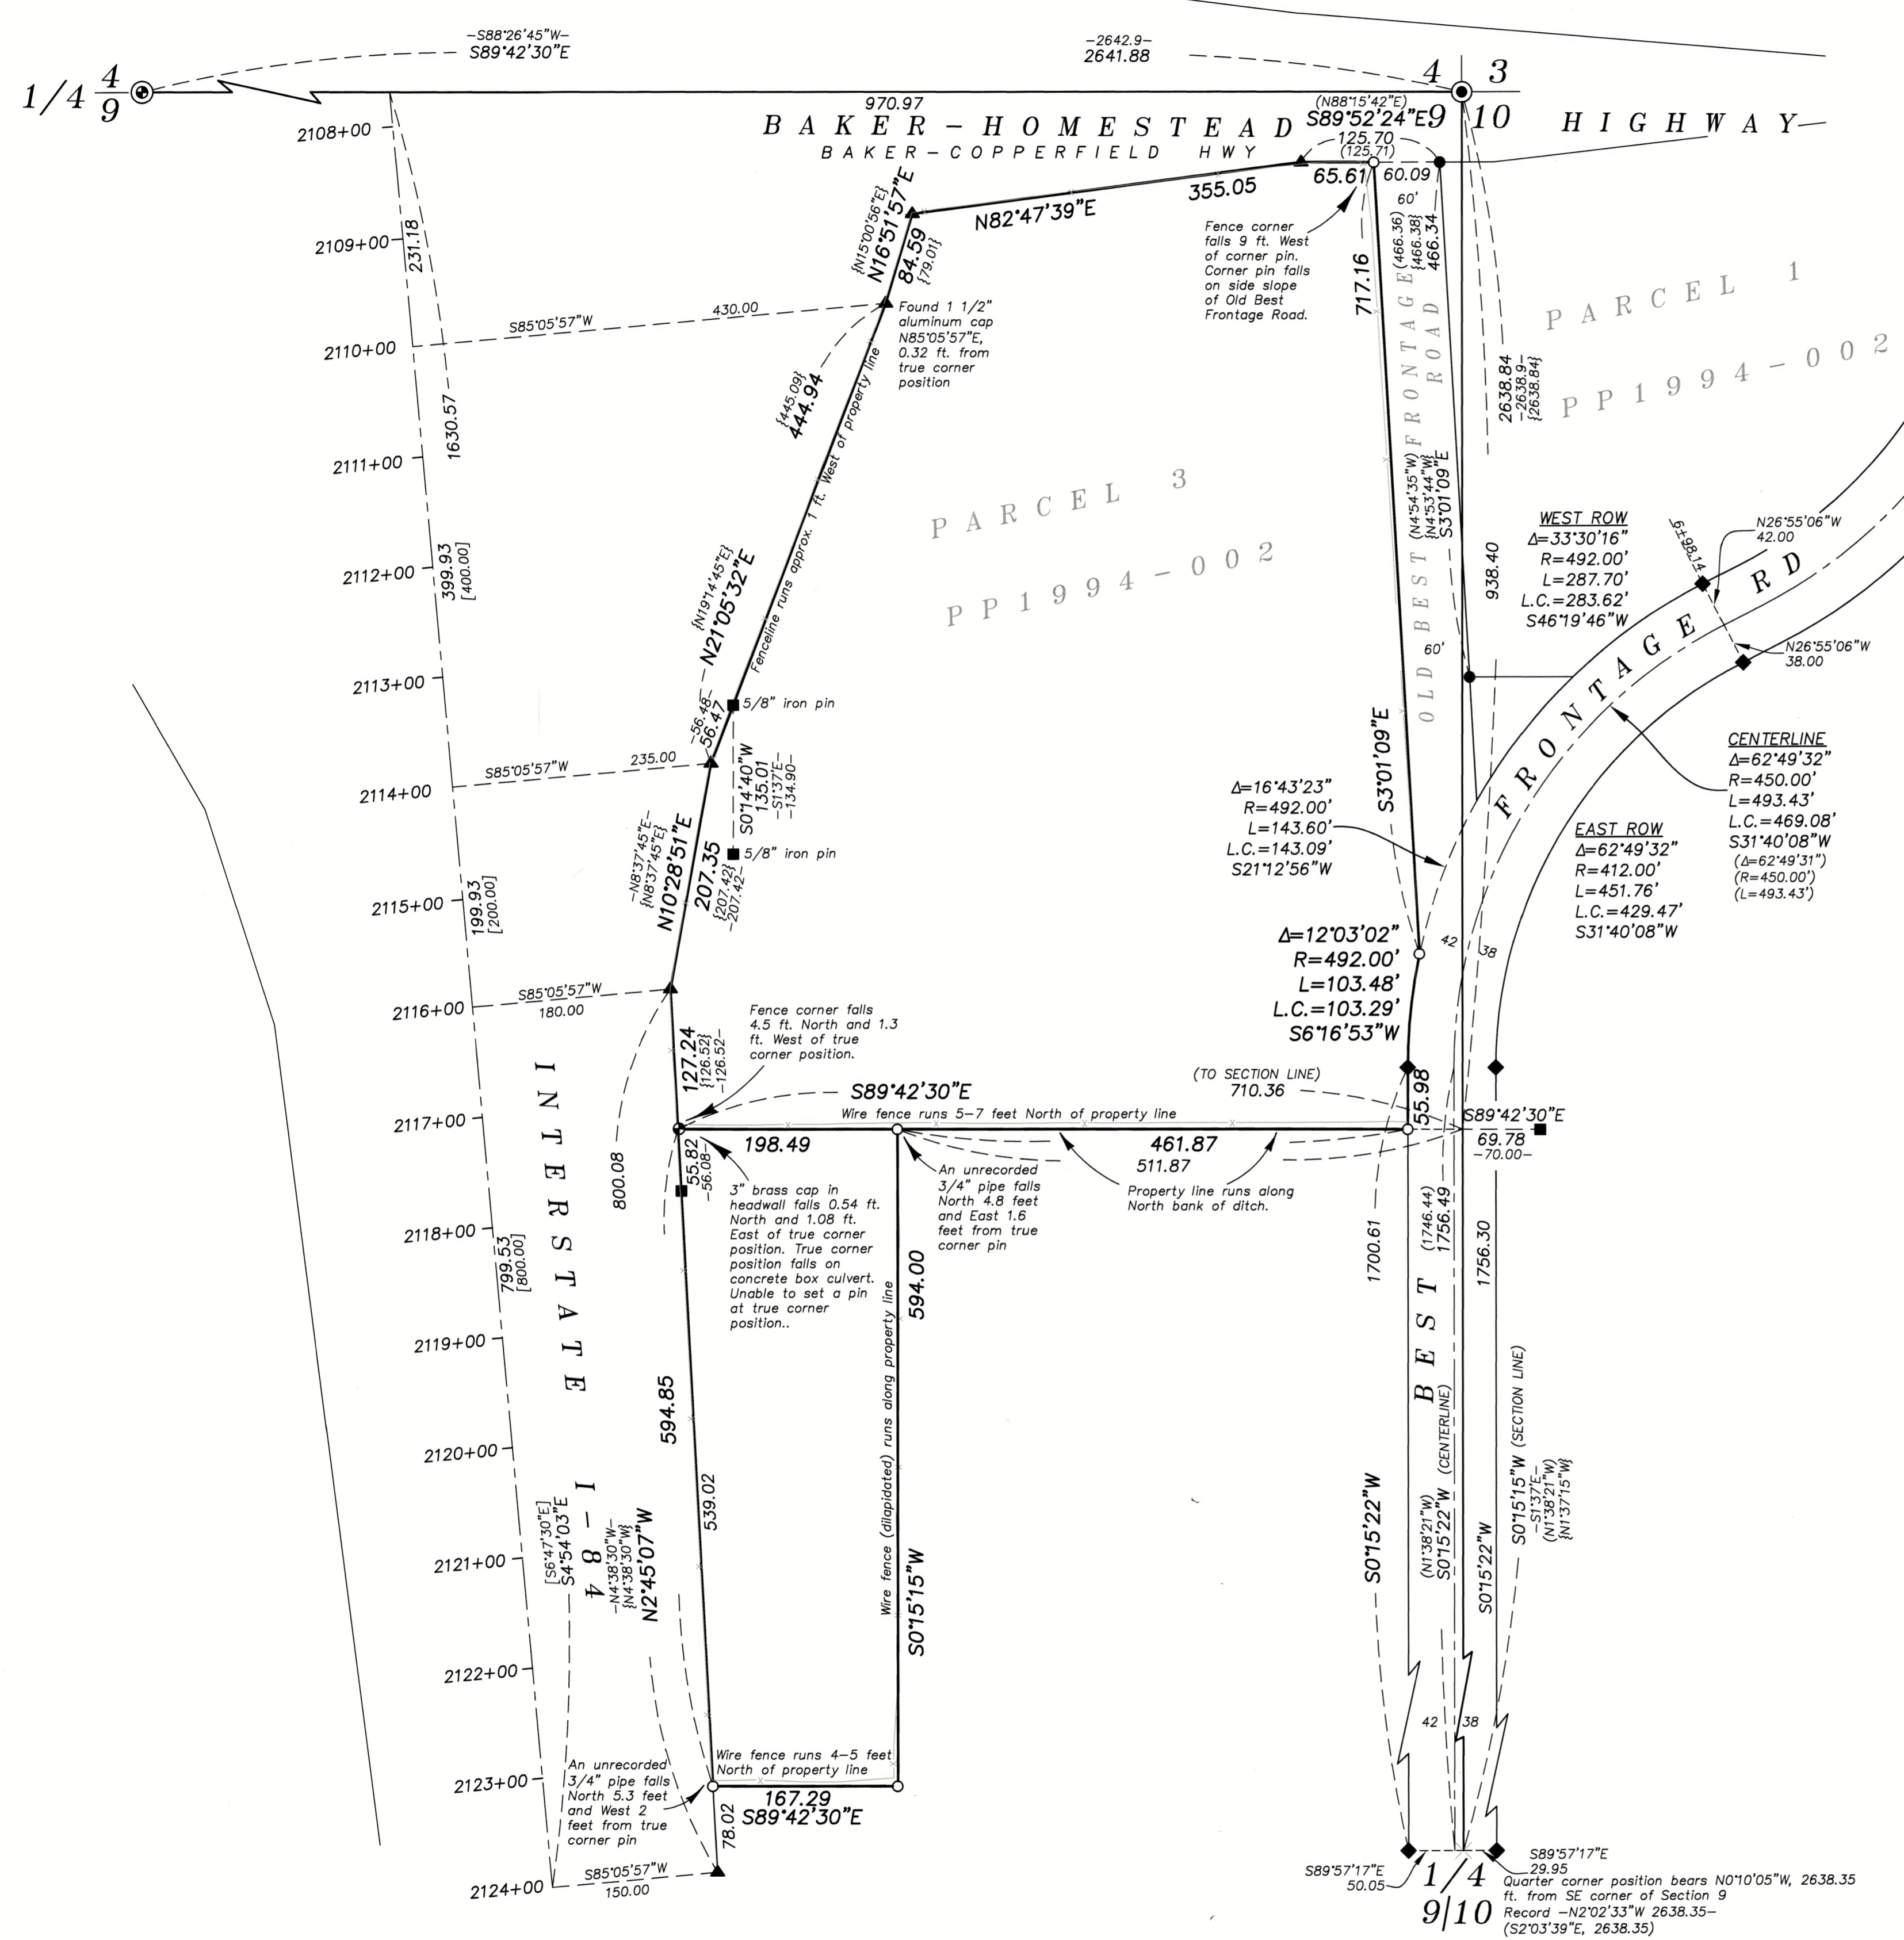 -S88°26'45"W-
S89°42'30"E
-2642.9-
2641.88
1/4 4
9
4 3
9 10
970.97
BAKER-HOMESTEAD HIGHWAY
BAKER-COPPERFIELD HWY
(N88°15'42"E)
S89°52'24"E
125.70
(125.71)
65.61
60.09
60'
355.05
N82°47'39"E
{N15°00'56"E}
N16°51'57"E
84.59
{79.01}
Fence corner
falls 9 ft. West
of corner pin.
Corner pin falls
on side slope
of Old Best
Frontage Road.
717.16
(466.36)
{466.38}
466.34
2108+00
2109+00
231.18
2110+00
S85°05'57"W
430.00
Found 1 1/2"
aluminum cap
N85°05'57"E,
0.32 ft. from
true corner
position
{445.09}
444.94
Fenceline runs approx. 1 ft. West of property line
1630.57
2111+00
2112+00
399.93
[400.00]
2113+00
{N19°14'45"E}
N21°05'32"E
PARCEL 3
PP1994-002
PARCEL 1
PP1994-002
2638.84
-2638.9-
{2638.84}
OLD BEST FRONTAGE
ROAD
(N4°54'35"W)
{N4°53'44"W}
S3°01'09"E
60'
938.40
WEST ROW
Δ=33°30'16"
R=492.00'
L=287.70'
L.C.=283.62'
S46°19'46"W
6+98.14
N26°55'06"W
42.00
N26°55'06"W
38.00
FRONTAGE RD
CENTERLINE
Δ=62°49'32"
R=450.00'
L=493.43'
L.C.=469.08'
S31°40'08"W
(Δ=62°49'31")
(R=450.00')
(L=493.43')
EAST ROW
Δ=62°49'32"
R=412.00'
L=451.76'
L.C.=429.47'
S31°40'08"W
-56.48-
56.47
5/8" iron pin
S0°14'40"W
135.01
-S1°37'E-
-134.90-
5/8" iron pin
2114+00
S85°05'57"W
235.00
-N8°37'45"E-
{N8°37'45"E}
N10°28'51"E
207.35
{207.42}
-207.42-
S3°01'09"E
Δ=16°43'23"
R=492.00'
L=143.60'
L.C.=143.09'
S21°12'56"W
Δ=12°03'02"
R=492.00'
L=103.48'
L.C.=103.29'
S6°16'53"W
42
38
2115+00
199.93
[200.00]
2116+00
S85°05'57"W
180.00
127.24
{126.52}
-126.52-
Fence corner falls
4.5 ft. North and 1.3
ft. West of true
corner position.
S89°42'30"E
(TO SECTION LINE)
710.36
Wire fence runs 5-7 feet North of property line
55.98
S89°42'30"E
69.78
-70.00-
2117+00
198.49
461.87
511.87
800.08
55.82
-56.08-
3" brass cap in
headwall falls 0.54 ft.
North and 1.08 ft.
East of true corner
position. True corner
position falls on
concrete box culvert.
Unable to set a pin
at true corner
position..
An unrecorded
3/4" pipe falls
North 4.8 feet
and East 1.6
feet from true
corner pin
Property line runs along
North bank of ditch.
2118+00
799.53
[800.00]
2119+00
INTERSTATE I-84
594.85
539.02
594.00
Wire fence (dilapidated) runs along property line
S0°15'15"W
1700.61
(1746.44)
1756.49
1756.30
BEST
2120+00
2121+00
[S6°47'30"E]
S4°54'03"E
-N4°38'30"W-
{N4°38'30"W}
N2°45'07"W
S0°15'22"W
(N1°38'21"W)
S0°15'22"W (CENTERLINE)
S0°15'22"W
S0°15'15"W (SECTION LINE)
-S1°37'E-
(N1°38'21"W)
{N1°37'15"W}
2122+00
42
38
2123+00
An unrecorded
3/4" pipe falls
North 5.3 feet
and West 2
feet from true
corner pin
Wire fence runs 4-5 feet
North of property line
167.29
S89°42'30"E
78.02
2124+00
S85°05'57"W
150.00
S89°57'17"E
50.05
1/4
9|10
S89°57'17"E
29.95
Quarter corner position bears N0°10'05"W, 2638.35
ft. from SE corner of Section 9
Record -N2°02'33"W 2638.35-
(S2°03'39"E, 2638.35)